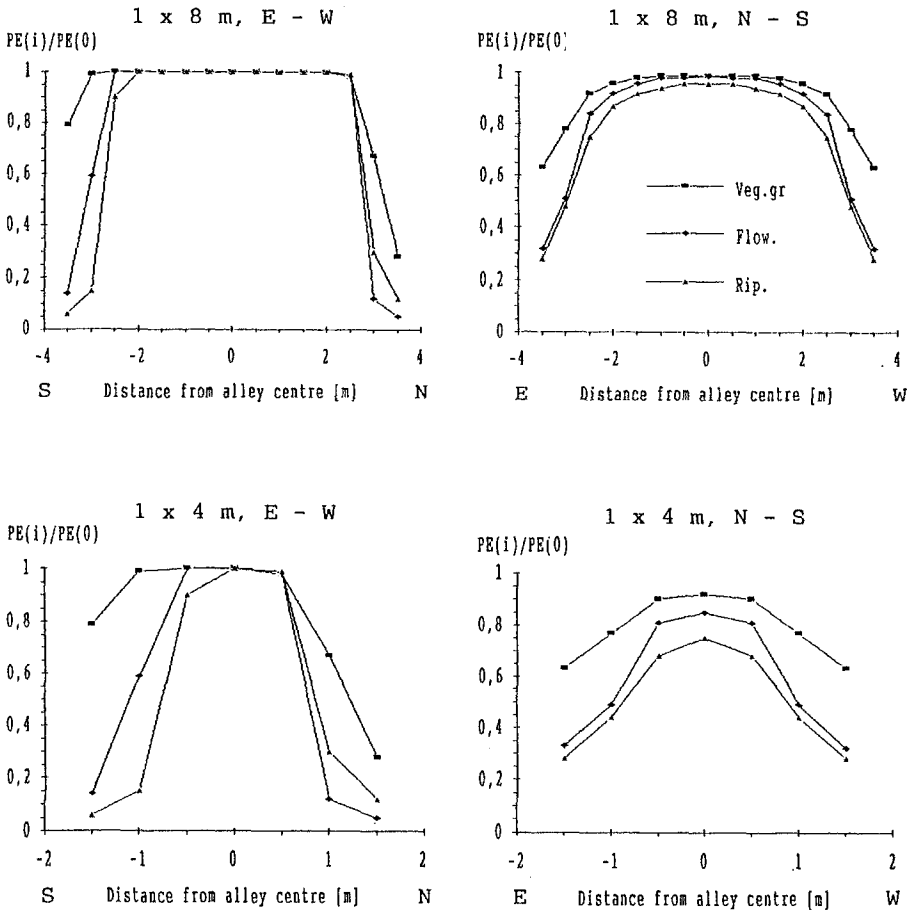 1 x 8 m, E - W
PE(i)/PE(0)
1
0,8
0,6
0,4
0,2
0
-4
-2
0
2
4
S
Distance from alley centre [m]
N
1 x 8 m, N - S
PE(i)/PE(0)
1
0,8
0,6
0,4
0,2
0
Veg.gr
Flow.
Rip.
-4
-2
0
2
4
E
Distance from alley centre [m]
W
1 x 4 m, E - W
PE(i)/PE(0)
1
0,8
0,6
0,4
0,2
0
-2
-1
0
1
2
S
Distance from alley centre [m]
N
1 x 4 m, N - S
PE(i)/PE(0)
1
0,8
0,6
0,4
0,2
0
-2
-1
0
1
2
E
Distance from alley centre [m]
W